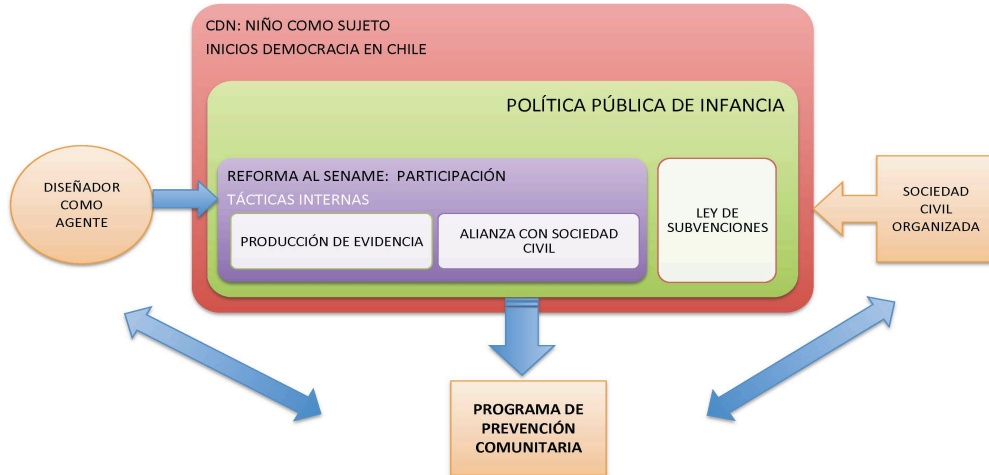 CDN: NIÑO COMO SUJETO
INICIOS DEMOCRACIA EN CHILE
POLÍTICA PÚBLICA DE INFANCIA
DISEÑADOR
COMO
AGENTE
REFORMA AL SENAME: PARTICIPACIÓN
TÁCTICAS INTERNAS
PRODUCCIÓN DE EVIDENCIA
ALIANZA CON SOCIEDAD
CIVIL
LEY DE
SUBVENCIONES
SOCIEDAD
CIVIL
ORGANIZADA
PROGRAMA DE
PREVENCIÓN
COMUNITARIA